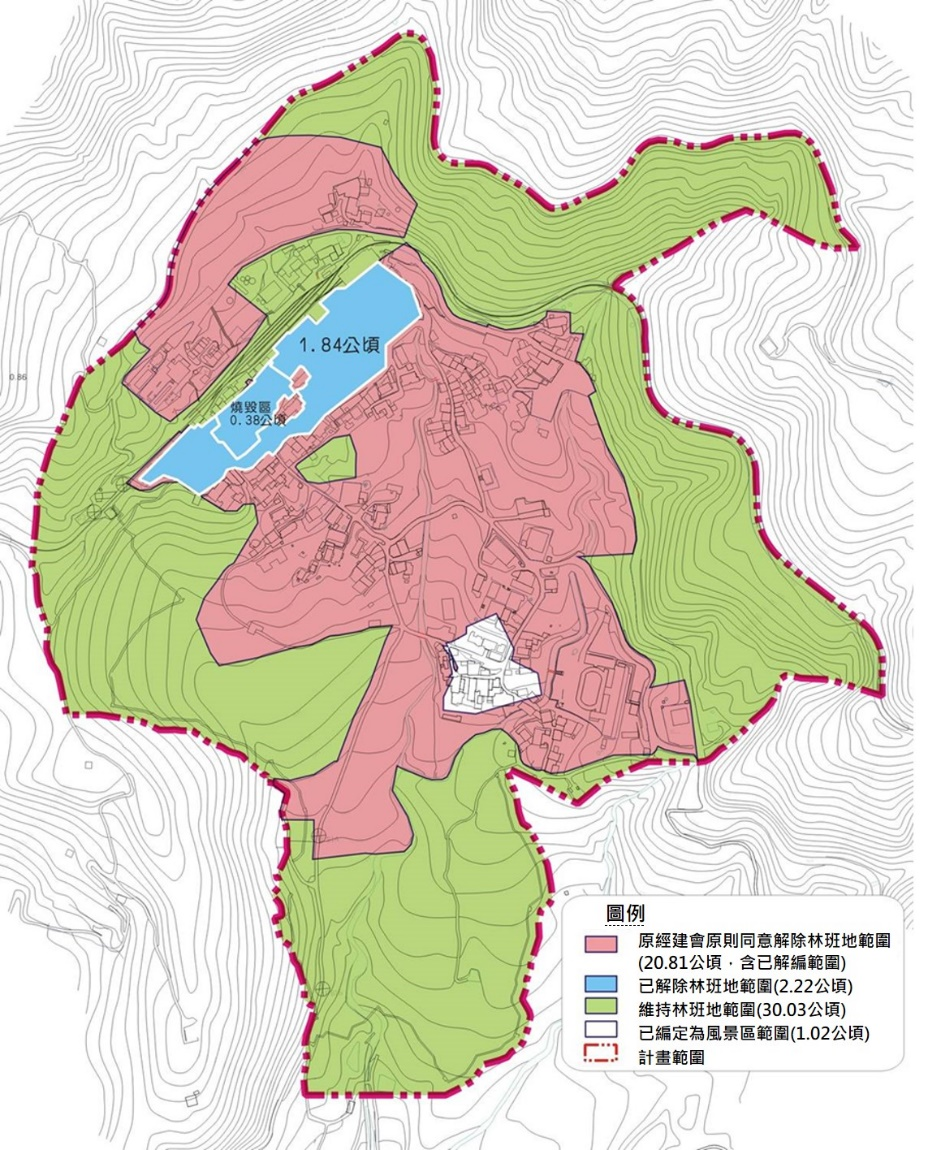 0.86
1.84公頃
燒毀區
0.38公頃
圖例
原經建會原則同意解除林班地範圍
(20.81公頃，含已解編範圍)
已解除林班地範圍(2.22公頃)
維持林班地範圍(30.03公頃)
已編定為風景區範圍(1.02公頃)
計畫範圍